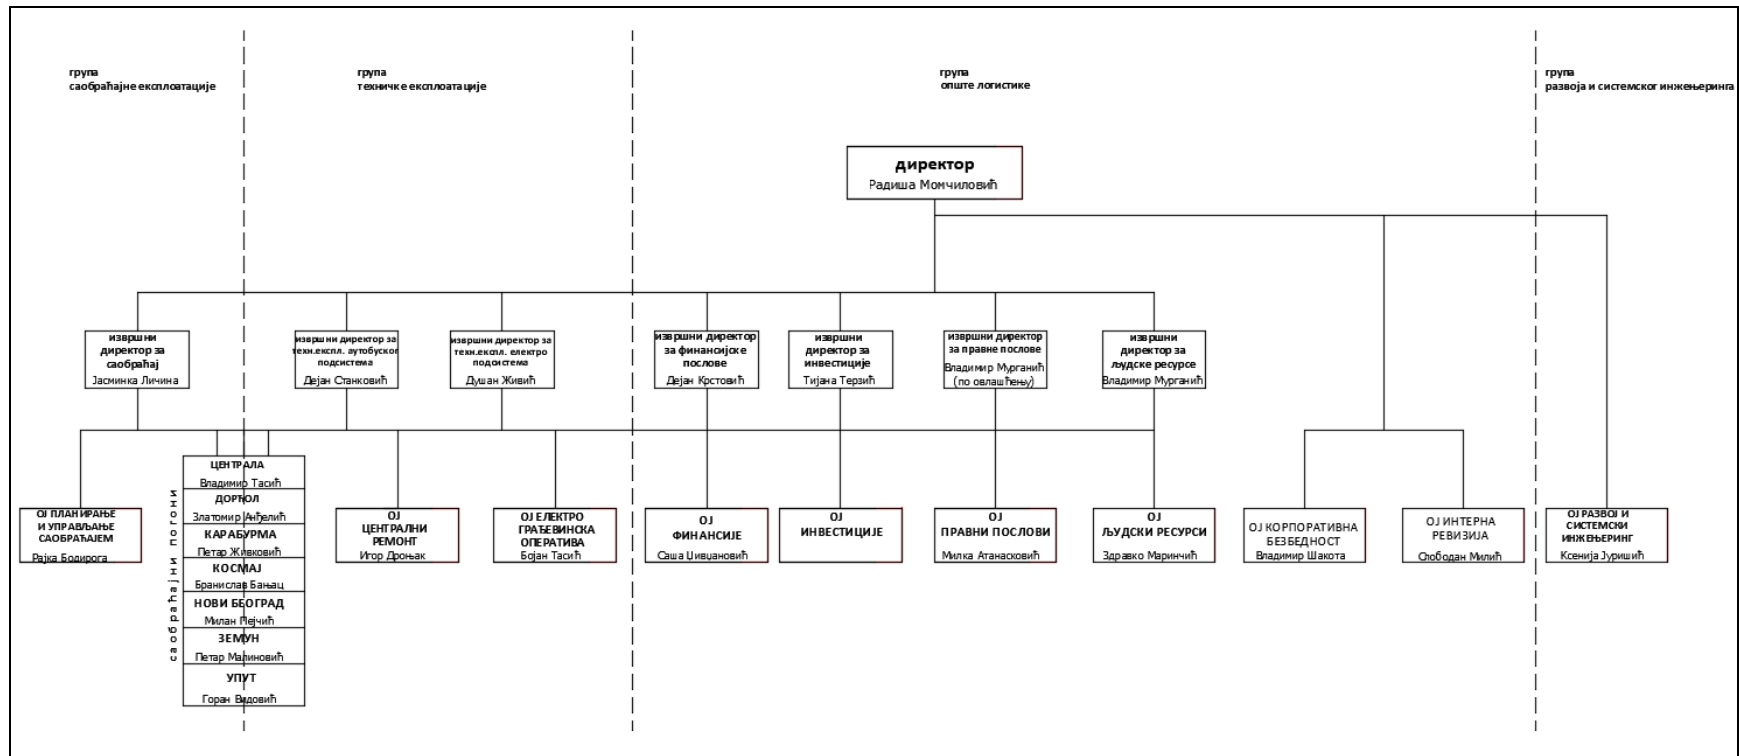 група
саобраћајне експлоатације
група
техничке експлоатације
група
опште логистике
група
развоја и системског инжењеринга
директор
Радиша Момчиловић
извршни
директор за
саобраћај
Јасминка Личина
извршни директор за
техн.експл. аутобуског
подсистема
Дејан Станковић
извршни директор за
техн.експл. електро
подсистема
Душан Живић
извршни директор
за финансијске
послове
Дејан Крстовић
извршни
директор за
инвестиције
Тијана Терзић
извршни директор
за правне послове
Владимир Мурганић
(по овлашћењу)
извршни
директор за
људске ресурсе
Владимир Мурганић
ОЈ ПЛАНИРАЊЕ
И УПРАВЉАЊЕ
САОБРАЋАЈЕМ
Рајка Бодирога
саобраћајни погони
ЦЕНТРАЛА
Владимир Тасић
ДОРЋОЛ
Златомир Анђелић
КАРАБУРМА
Петар Живковић
КОСМАЈ
Бранислав Бањац
НОВИ БЕОГРАД
Милан Пејчић
ЗЕМУН
Петар Малиновић
УПУТ
Горан Видовић
ОЈ
ЦЕНТРАЛНИ
РЕМОНТ
Игор Дроњак
ОЈ ЕЛЕКТРО
ГРАЂЕВИНСКА
ОПЕРАТИВА
Бојан Тасић
ОЈ
ФИНАНСИЈЕ
Саша Џивџановић
ОЈ
ИНВЕСТИЦИЈЕ
ОЈ
ПРАВНИ ПОСЛОВИ
Милка Атанасковић
ОЈ
ЉУДСКИ РЕСУРСИ
Здравко Маринчић
ОЈ КОРПОРАТИВНА
БЕЗБЕДНОСТ
Владимир Шакота
ОЈ ИНТЕРНА
РЕВИЗИЈА
Слободан Милић
ОЈ РАЗВОЈ И
СИСТЕМСКИ
ИНЖЕЊЕРИНГ
Ксенија Јуришић